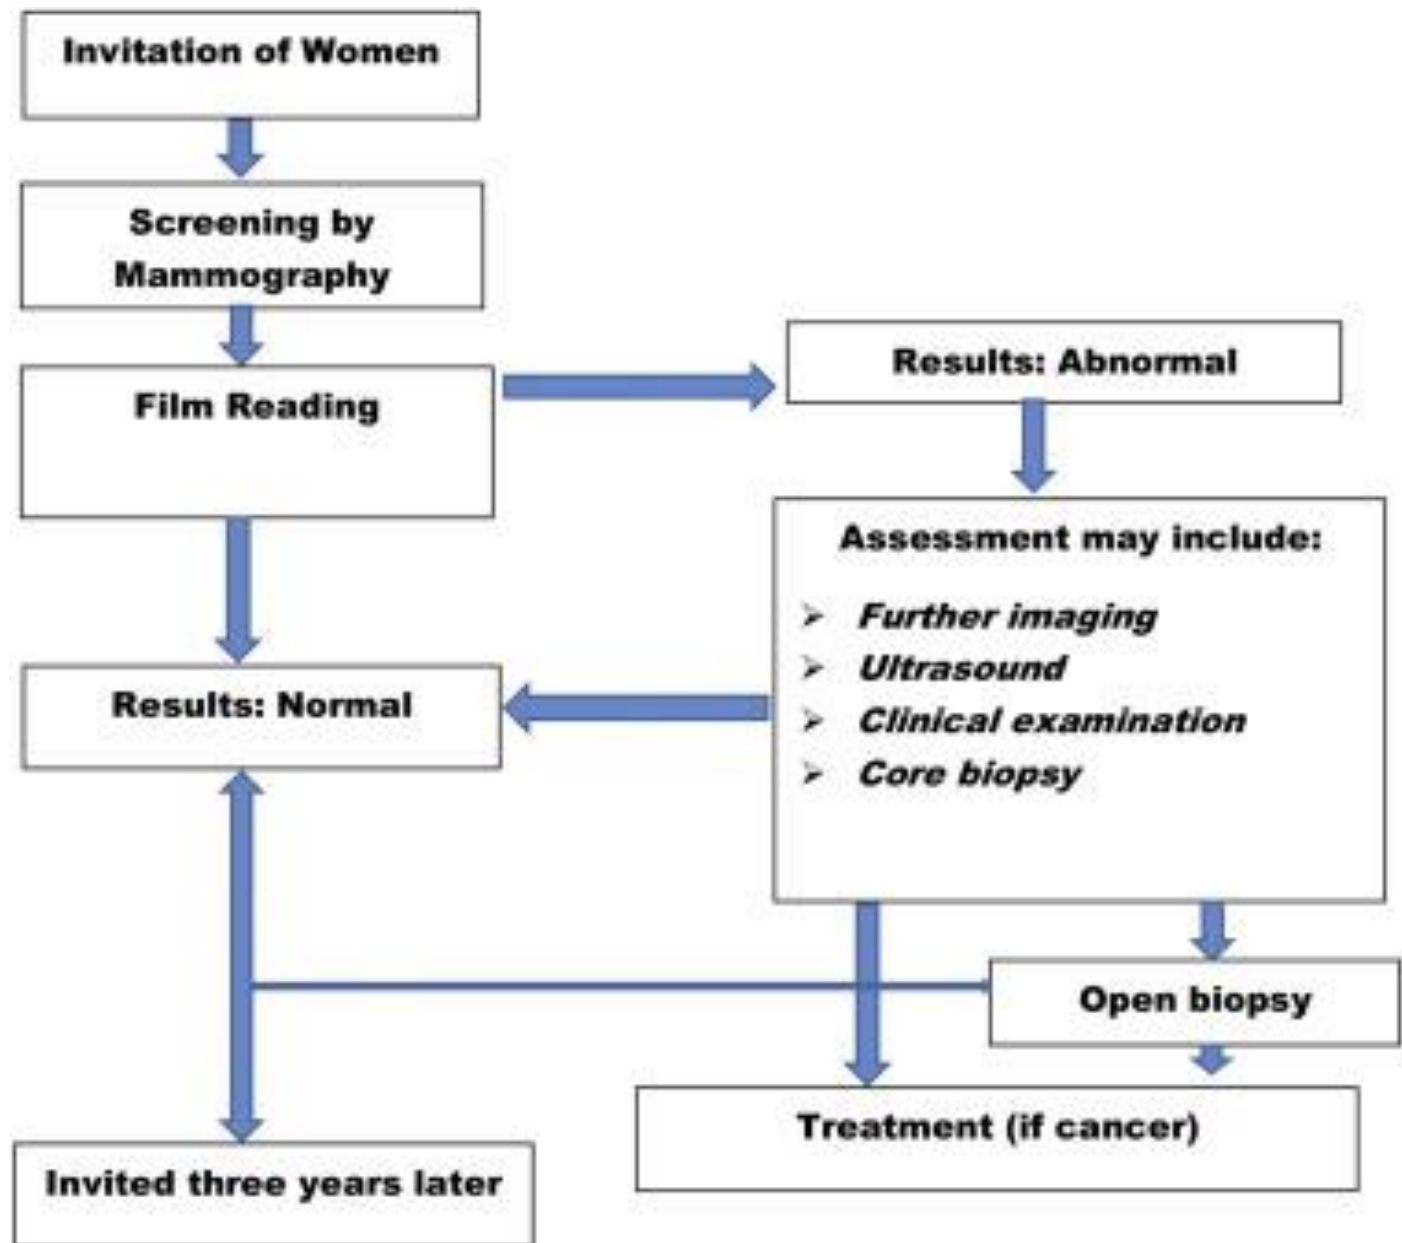 Invitation of Women
Screening by
Mammography
Film Reading
Results: Abnormal
Assessment may include:
➢ Further imaging
➢ Ultrasound
➢ Clinical examination
➢ Core biopsy
Results: Normal
Open biopsy
Treatment (if cancer)
Invited three years later